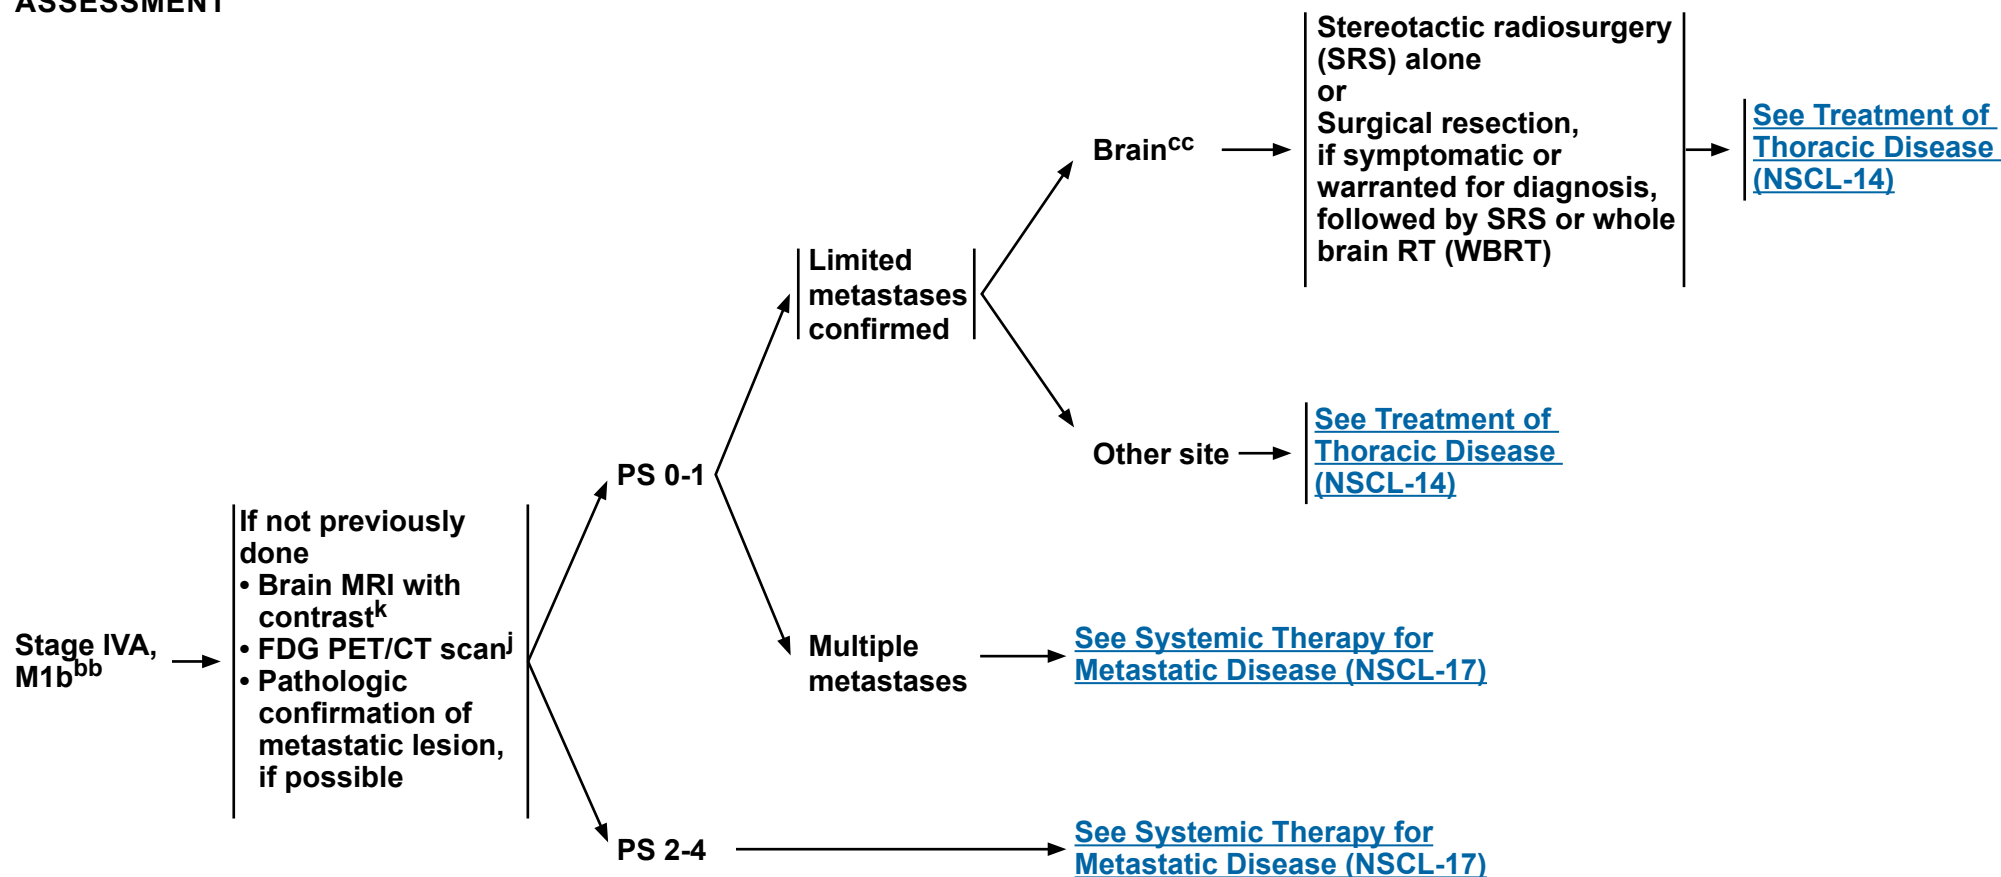 ASSESSMENT
Stage IVA,
M1bbb
If not previously
done
• Brain MRI with
contrastk
• FDG PET/CT scanj
• Pathologic
confirmation of
metastatic lesion,
if possible
PS 0-1
Limited
metastases
confirmed
Braincc
Stereotactic radiosurgery
(SRS) alone
or
Surgical resection,
if symptomatic or
warranted for diagnosis,
followed by SRS or whole
brain RT (WBRT)
See Treatment of
Thoracic Disease
(NSCL-14)
Other site
See Treatment of
Thoracic Disease
(NSCL-14)
Multiple
metastases
See Systemic Therapy for
Metastatic Disease (NSCL-17)
PS 2-4
See Systemic Therapy for
Metastatic Disease (NSCL-17)